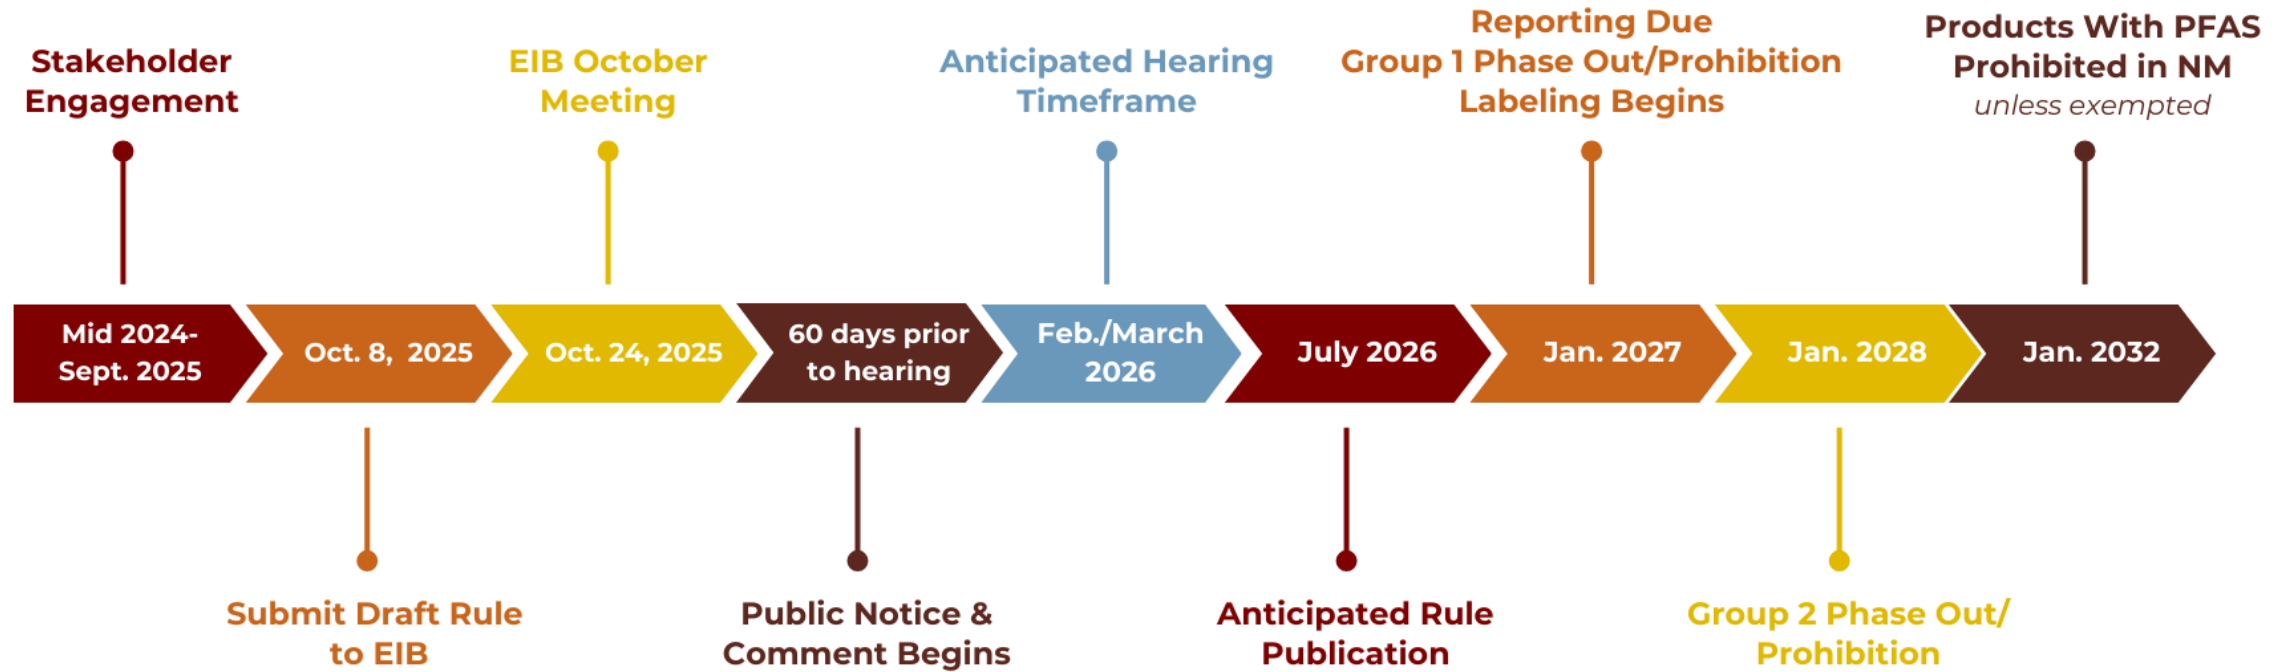 Stakeholder
Engagement
EIB October
Meeting
Anticipated Hearing
Timeframe
Reporting Due
Group 1 Phase Out/Prohibition
Labeling Begins
Products With PFAS
Prohibited in NM
unless exempted
Mid 2024-
Sept. 2025
Oct. 8, 2025
Oct. 24, 2025
60 days prior
to hearing
Feb./March
2026
July 2026
Jan. 2027
Jan. 2028
Jan. 2032
Submit Draft Rule
to EIB
Public Notice &
Comment Begins
Anticipated Rule
Publication
Group 2 Phase Out/
Prohibition